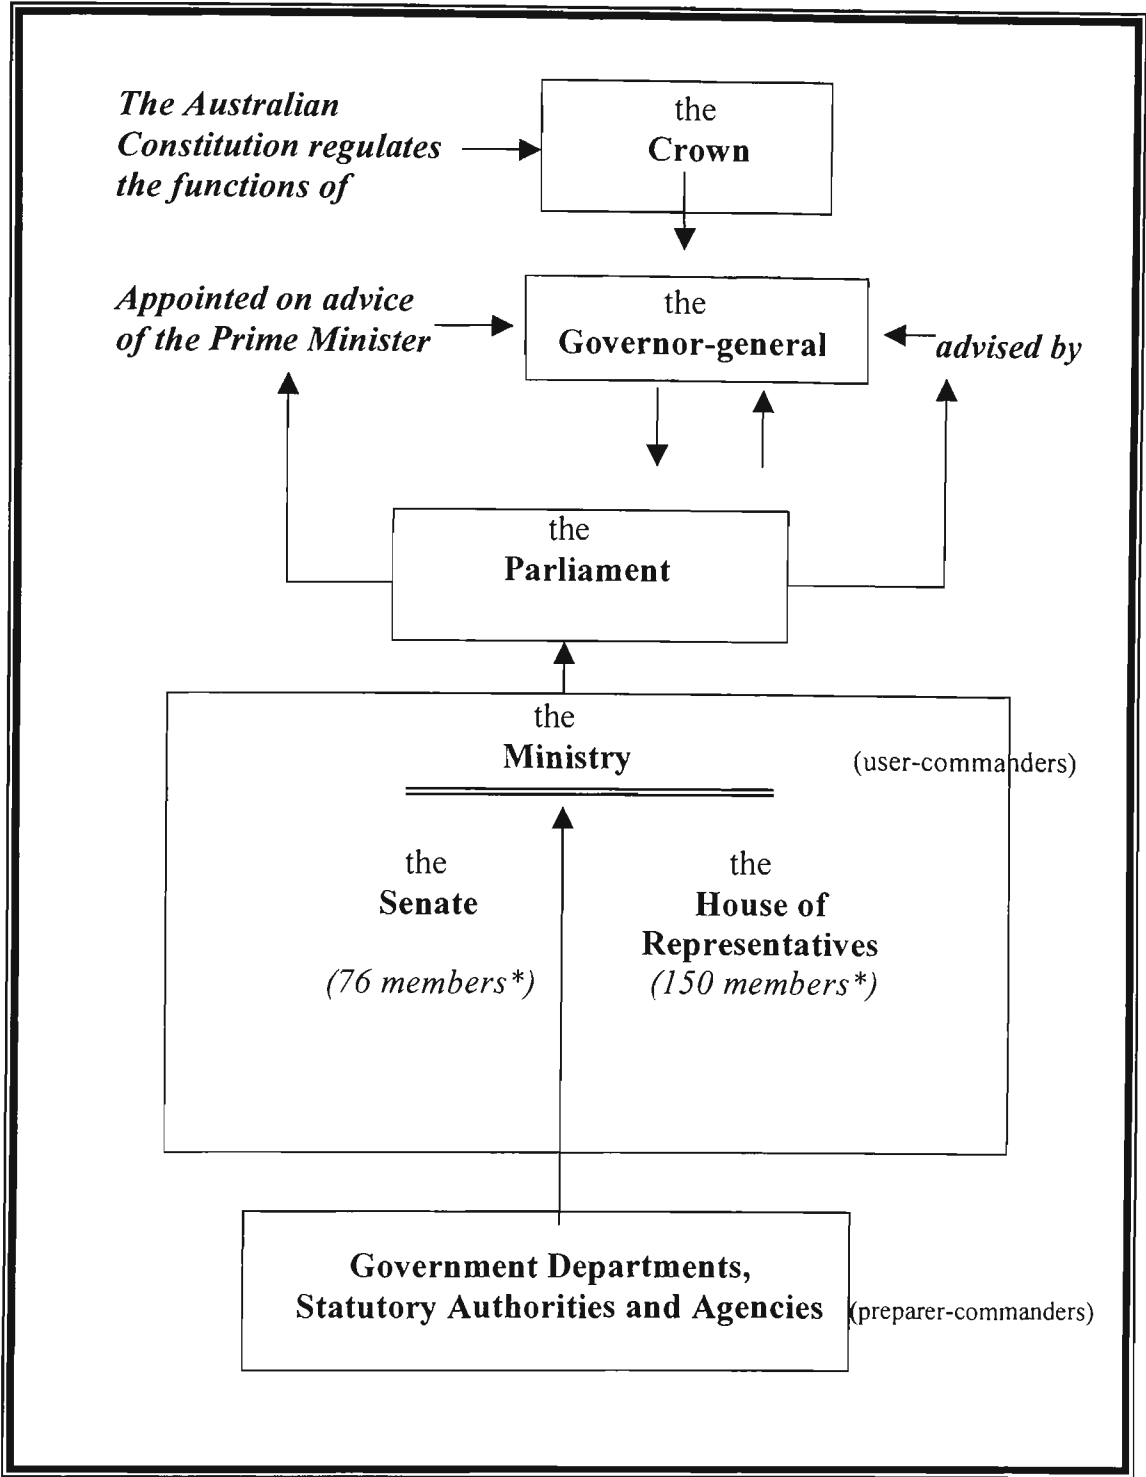 The Australian
Constitution regulates
the functions of
the
Crown
Appointed on advice
of the Prime Minister
the
Governor-general
advised by
the
Parliament
the
Ministry
(user-commanders)
the
Senate
(76 members*)
the
House of
Representatives
(150 members*)
Government Departments,
Statutory Authorities and Agencies
(preparer-commanders)